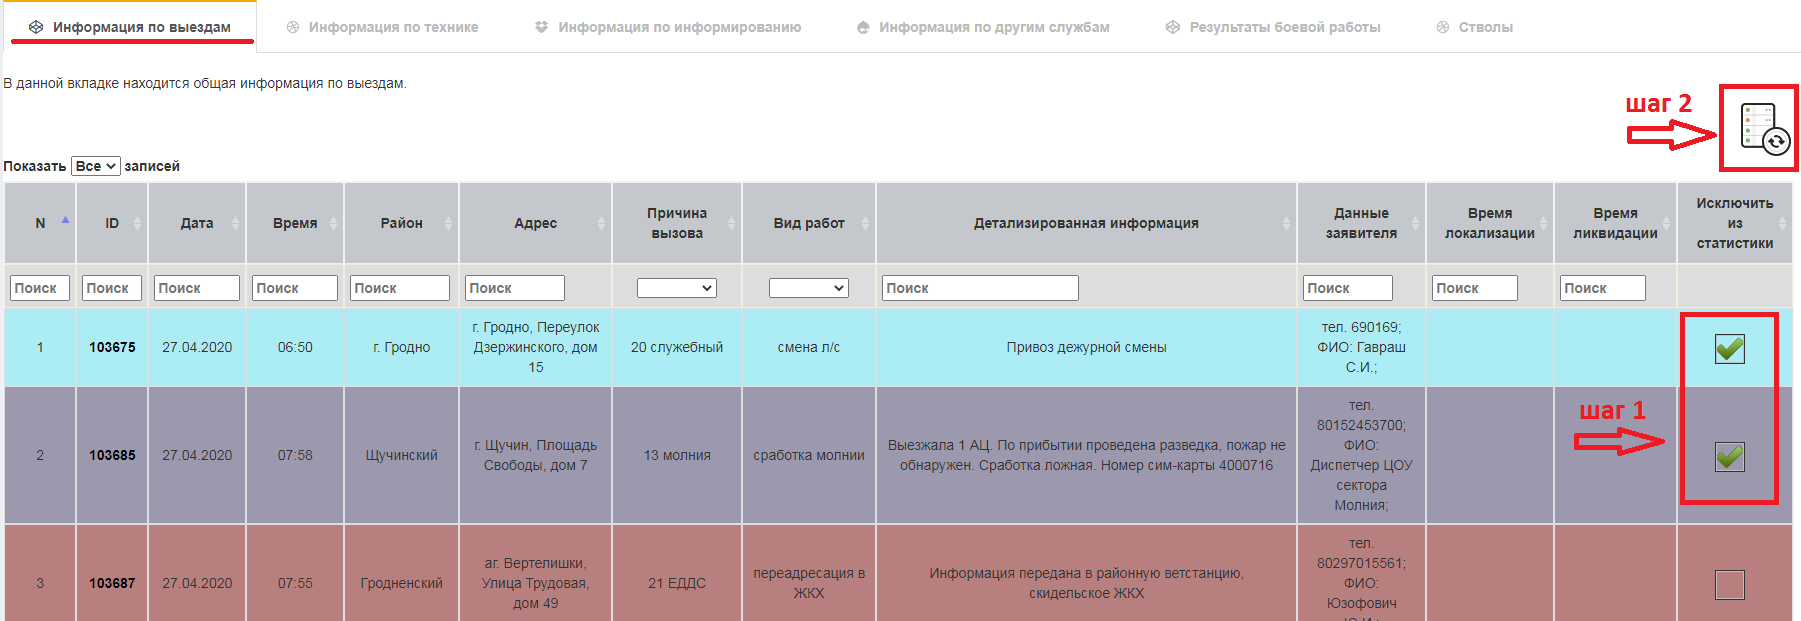 Информация по выездам
Информация по технике
Информация по информированию
Информация по другим службам
Результаты боевой работы
Стволы
В данной вкладке находится общая информация по выездам.
шаг 2
Показать Все записей
N
ID
Дата
Время
Район
Адрес
Причина
вызова
Вид работ
Детализированная информация
Данные
заявителя
Время
локализации
Время
ликвидации
Исключить
из
статистики
Поиск
Поиск
Поиск
Поиск
Поиск
Поиск
Поиск
Поиск
Поиск
Поиск
1
103675
27.04.2020
06:50
г. Гродно
г. Гродно, Переулок
Дзержинского, дом
15
20 служебный
смена л/с
Привоз дежурной смены
тел. 690169;
ФИО: Гавраш
С.И.;
шаг 1
2
103685
27.04.2020
07:58
Щучинский
г. Щучин, Площадь
Свободы, дом 7
13 молния
сработка молнии
Выезжала 1 АЦ. По прибытии проведена разведка, пожар не
обнаружен. Сработка ложная. Номер сим-карты 4000716
тел.
80152453700;
ФИО:
Диспетчер ЦОУ
сектора
Молния;
3
103687
27.04.2020
07:55
Гродненский
аг. Вертелишки,
Улица Трудовая,
дом 49
21 ЕДДС
переадресация в
ЖКХ
Информация передана в районную ветстанцию,
скидельское ЖКХ
тел.
80297015561;
ФИО:
Юзофович